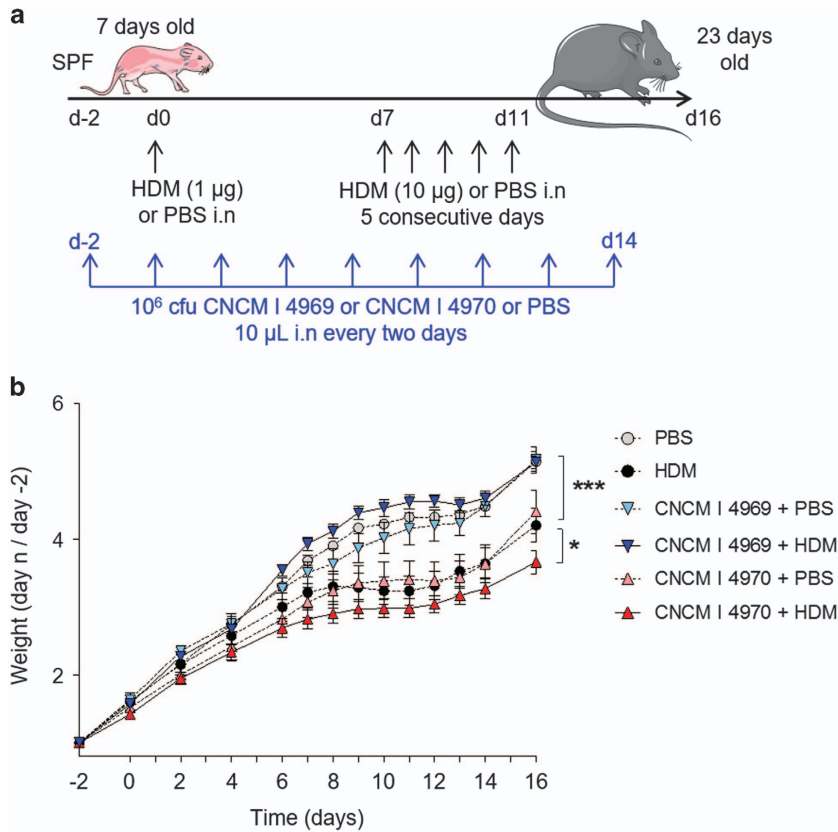 a
7 days old
SPF
23 days
old
d-2 d0 d7 d11 d16
HDM (1 µg)
or PBS i.n
HDM (10 µg) or PBS i.n
5 consecutive days
d-2 d14
10⁶ cfu CNCM I 4969 or CNCM I 4970 or PBS
10 µL i.n every two days
b
6
4
2
Weight (day n / day -2)
-2 0 2 4 6 8 10 12 14 16
Time (days)
***
*
PBS
HDM
CNCM I 4969 + PBS
CNCM I 4969 + HDM
CNCM I 4970 + PBS
CNCM I 4970 + HDM